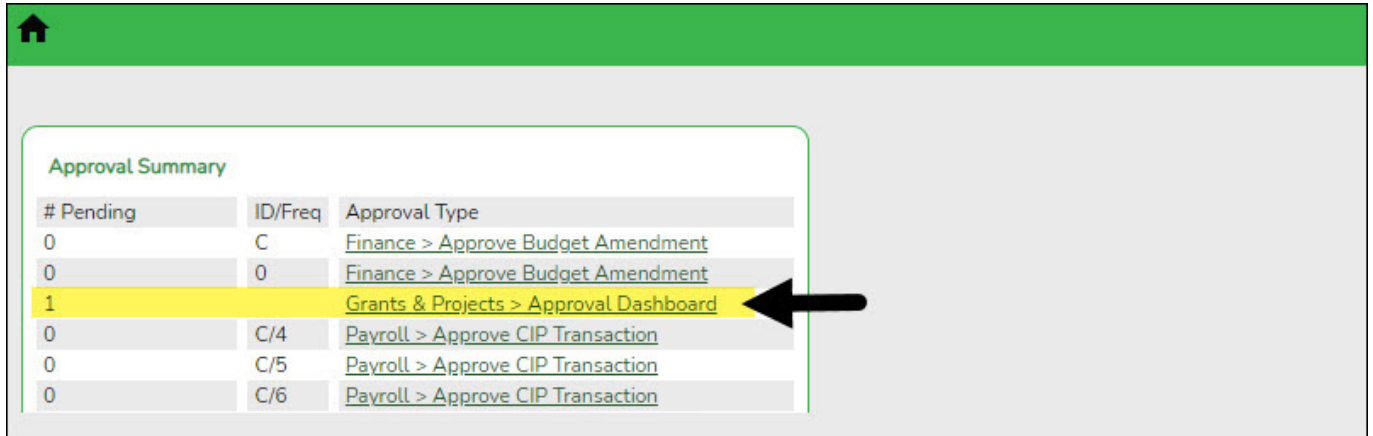 Approval Summary
# Pending ID/Freq Approval Type
0 C Finance > Approve Budget Amendment
0 0 Finance > Approve Budget Amendment
1 Grants & Projects > Approval Dashboard
0 C/4 Payroll > Approve CIP Transaction
0 C/5 Payroll > Approve CIP Transaction
0 C/6 Payroll > Approve CIP Transaction